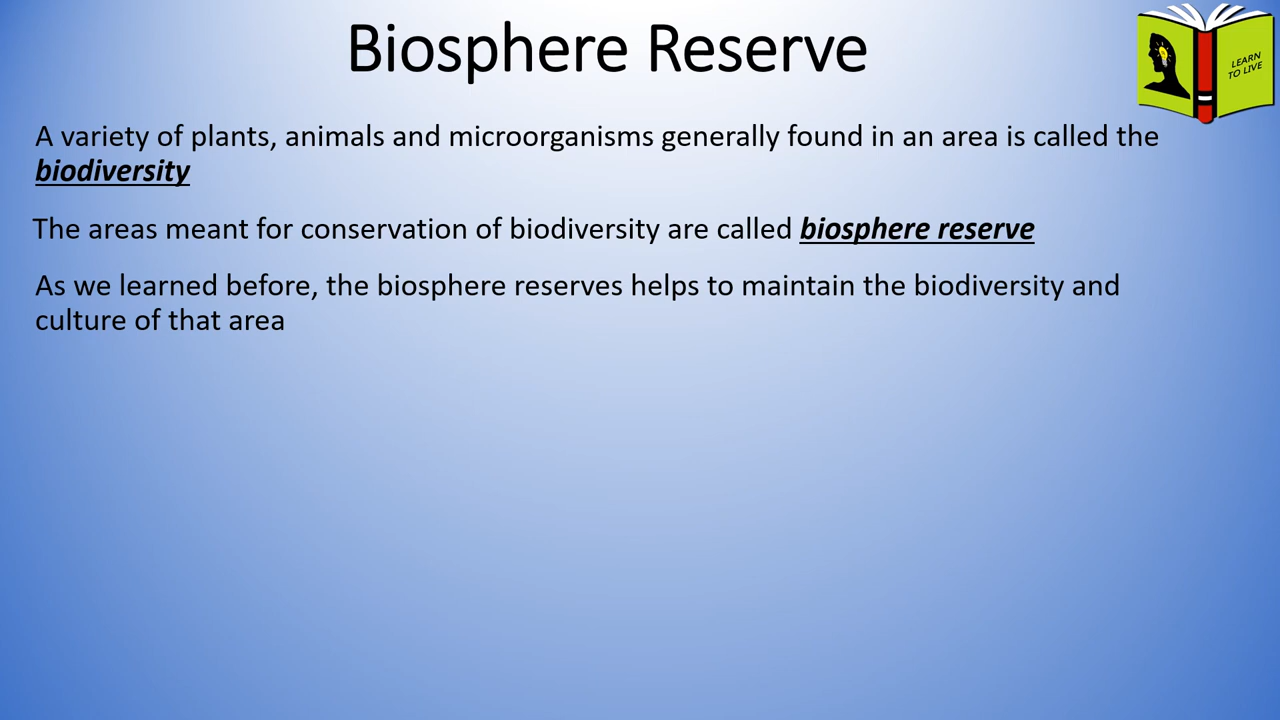 Biosphere Reserve
LEARN
TO LIVE
A variety of plants, animals and microorganisms generally found in an area is called the
biodiversity
The areas meant for conservation of biodiversity are called biosphere reserve
As we learned before, the biosphere reserves helps to maintain the biodiversity and
culture of that area